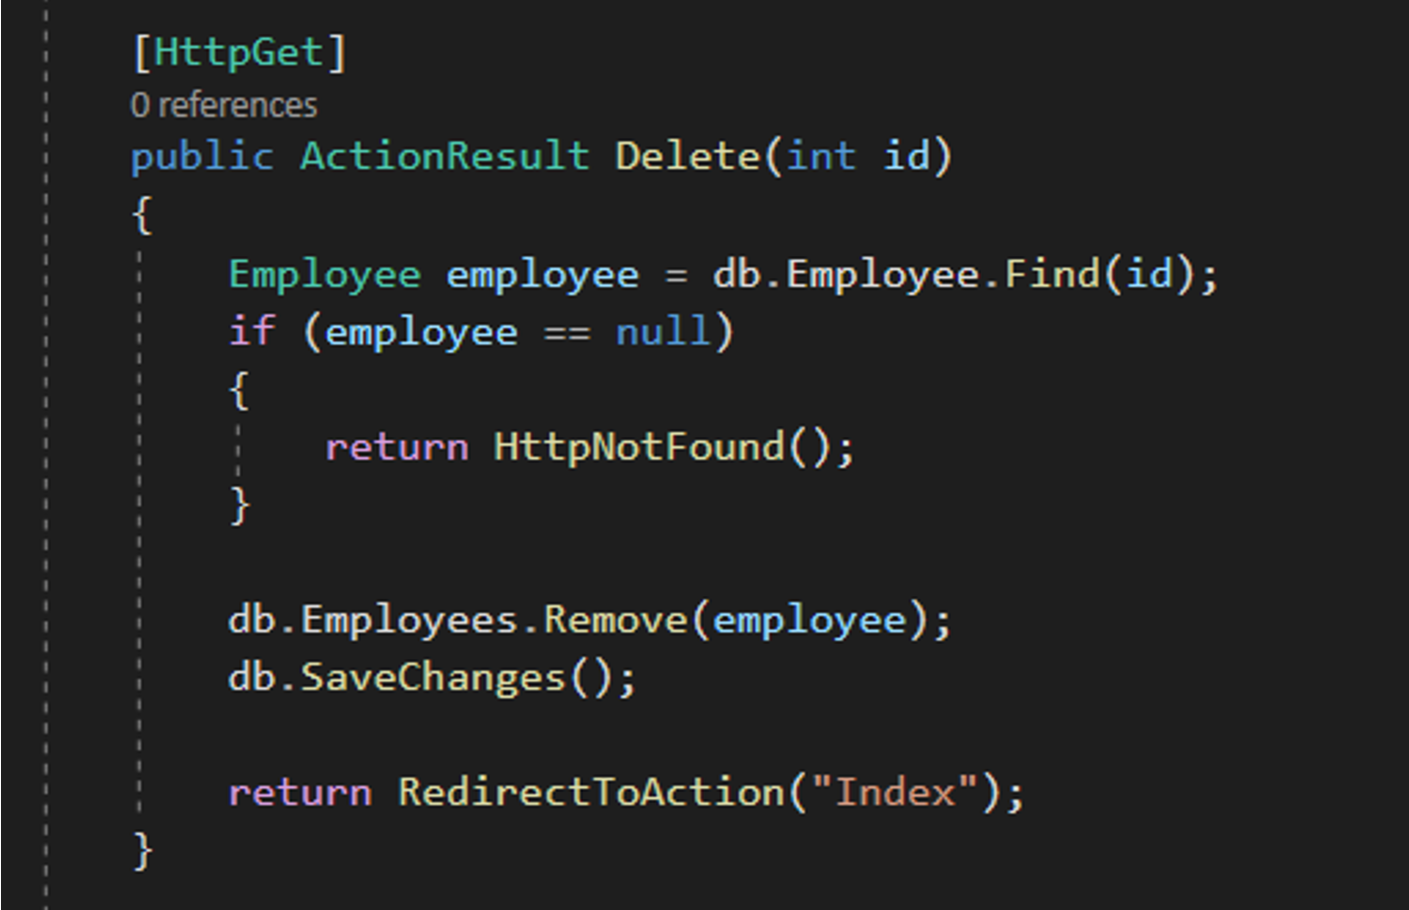 [HttpGet]
0 references
public ActionResult Delete(int id)
{
Employee employee = db.Employee.Find(id);
if (employee == null)
{
return HttpNotFound();
}
db.Employees.Remove(employee);
db.SaveChanges();
return RedirectToAction("Index");
}